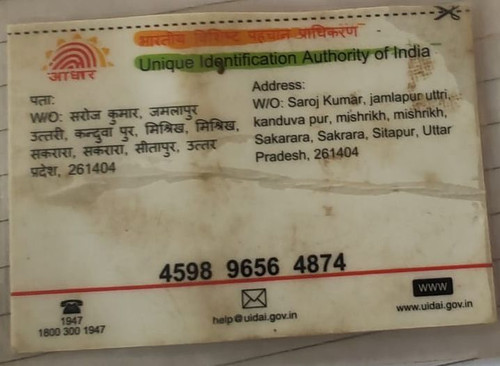 भारतीय विशिष्ट पहचान प्राधिकरण
Unique Identification Authority of India
आधार
पता:
W/O: सरोज कुमार, जमलापुर
उत्तरी, कन्दुवा पुर, मिश्रिख, मिश्रिख,
सकरारा, सकरारा, सीतापुर, उत्तर
प्रदेश, 261404
Address:
W/O: Saroj Kumar, jamlapur uttri,
kanduva pur, mishrikh, mishrikh,
Sakarara, Sakrara, Sitapur, Uttar
Pradesh, 261404
4598 9656 4874
1947
1800 300 1947
help@uidai.gov.in
www
www.uidai.gov.in